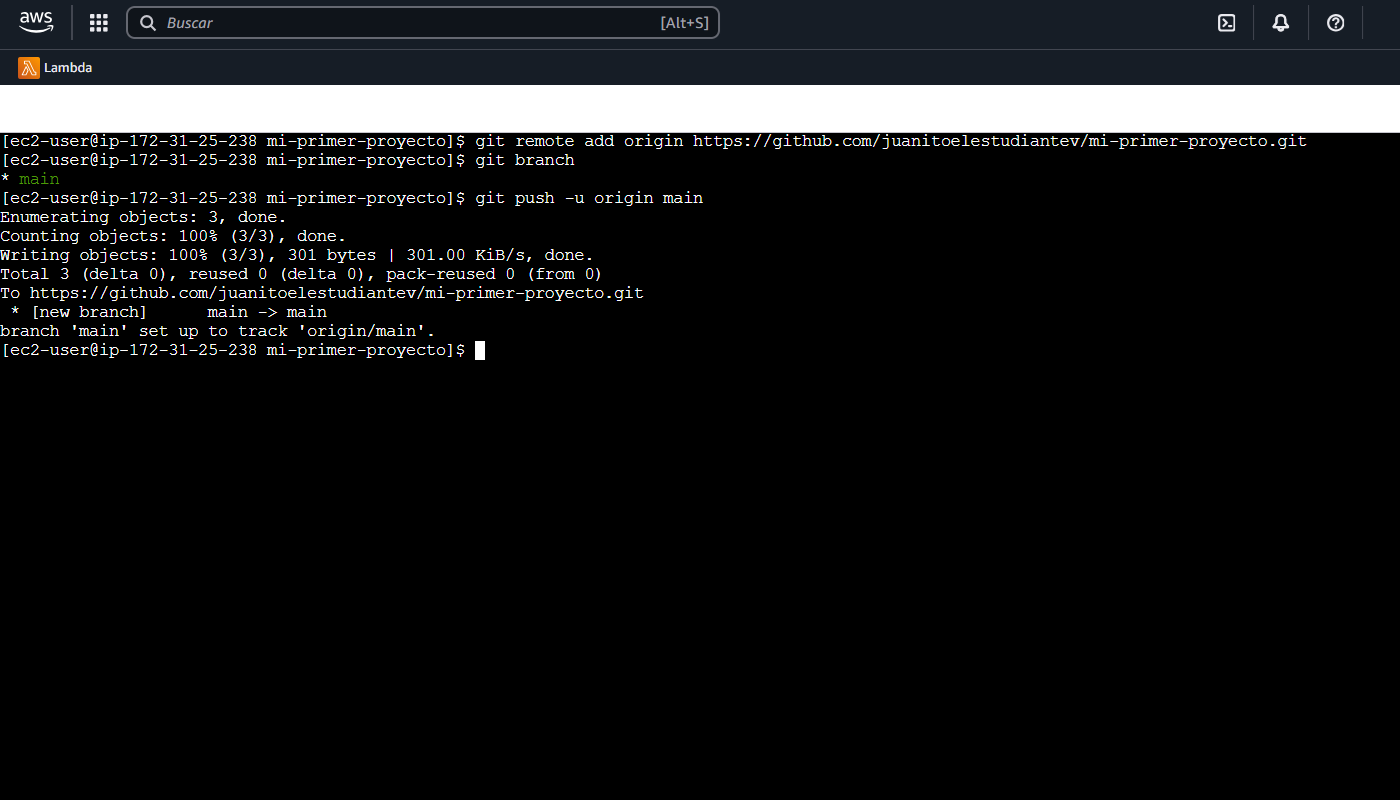 aws
Buscar [Alt+S]
Lambda
[ec2-user@ip-172-31-25-238 mi-primer-proyecto]$ git remote add origin https://github.com/juanitoelestudiantev/mi-primer-proyecto.git
[ec2-user@ip-172-31-25-238 mi-primer-proyecto]$ git branch
* main
[ec2-user@ip-172-31-25-238 mi-primer-proyecto]$ git push -u origin main
Enumerating objects: 3, done.
Counting objects: 100% (3/3), done.
Writing objects: 100% (3/3), 301 bytes | 301.00 KiB/s, done.
Total 3 (delta 0), reused 0 (delta 0), pack-reused 0 (from 0)
To https://github.com/juanitoelestudiantev/mi-primer-proyecto.git
 * [new branch]      main -> main
branch 'main' set up to track 'origin/main'.
[ec2-user@ip-172-31-25-238 mi-primer-proyecto]$